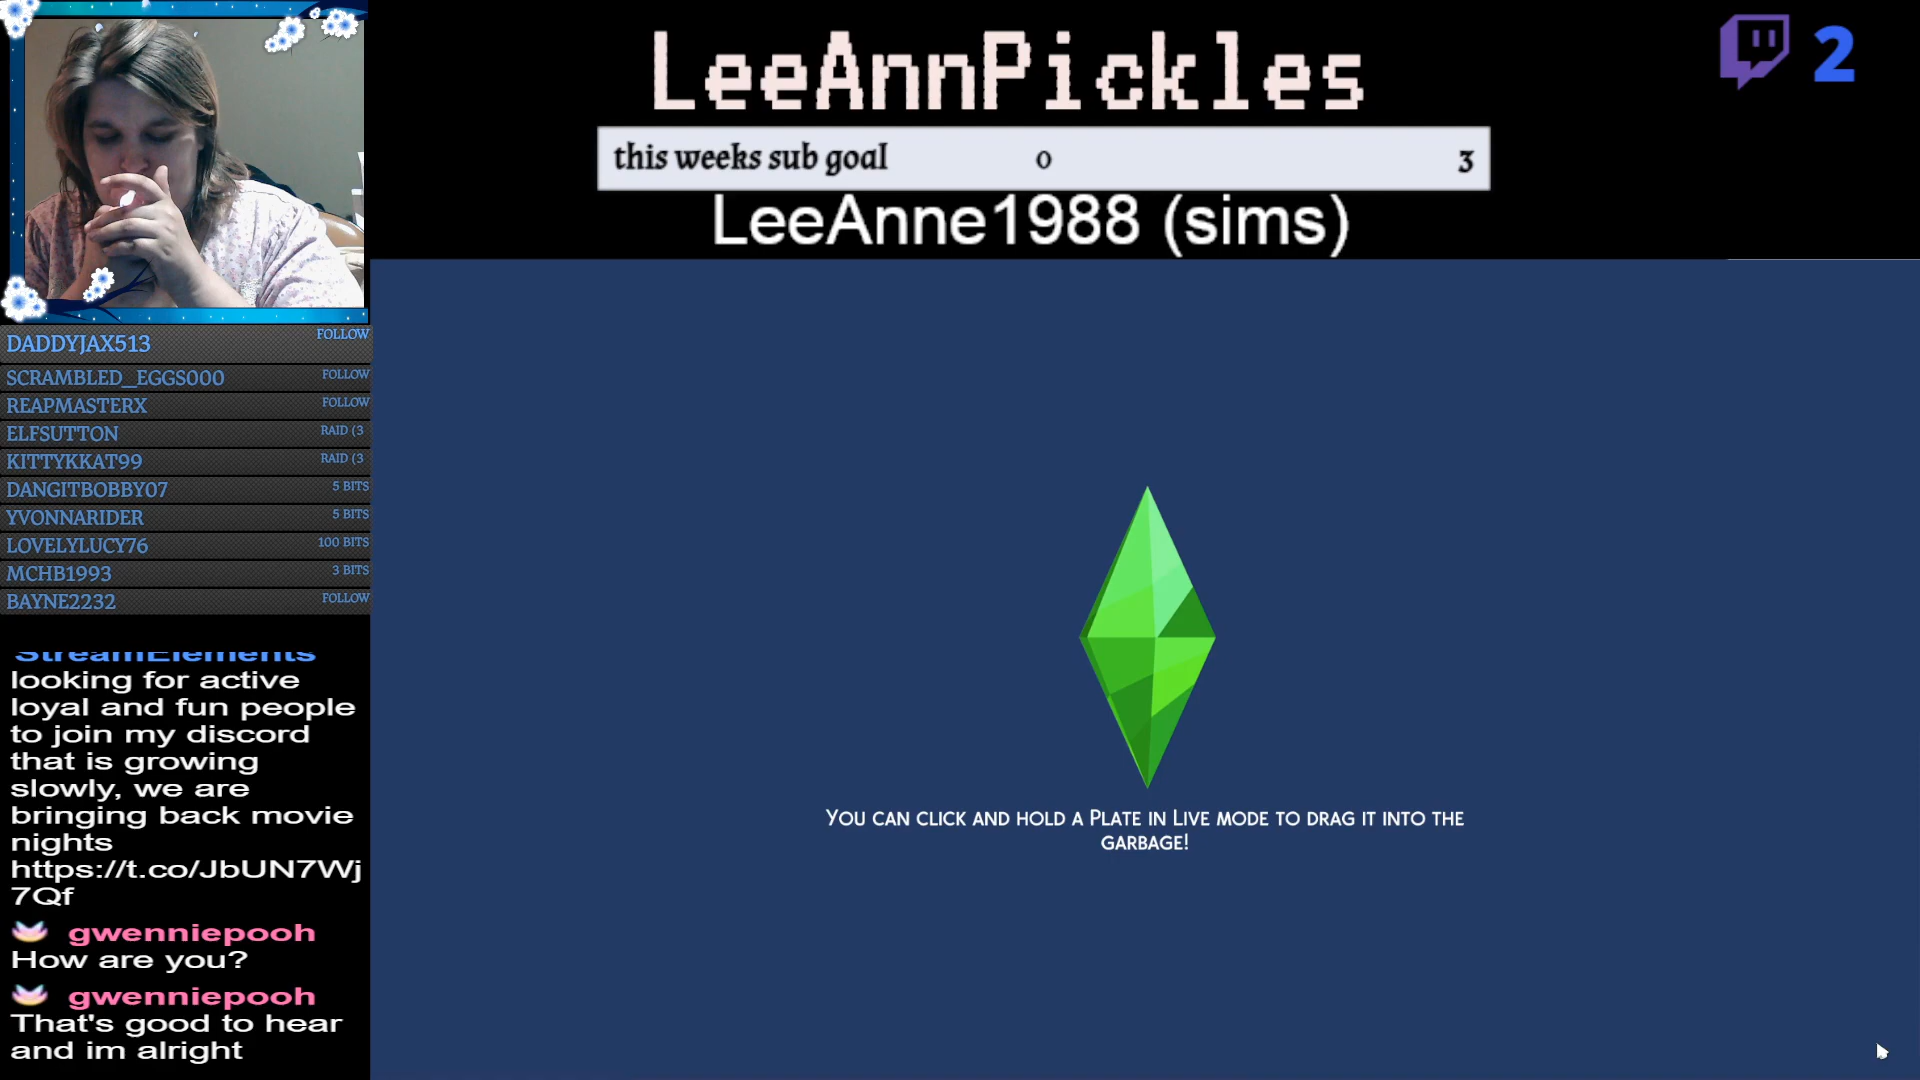 LeeAnnPickles
2
this weeks sub goal 0 3
LeeAnne1988 (sims)
DADDYJAX513 FOLLOW
SCRAMBLED_EGGS000 FOLLOW
REAPMASTERX FOLLOW
ELFSUTTON RAID (3
KITTYKKAT99 RAID (3
DANGITBOBBY07 5 BITS
YVONNARIDER 5 BITS
LOVELYLUCY76 100 BITS
MCHB1993 3 BITS
BAYNE2232 FOLLOW
StreamElements
looking for active
loyal and fun people
to join my discord
that is growing
slowly, we are
bringing back movie
nights
https://t.co/JbUN7Wj
7Qf
gwenniepooh
How are you?
gwenniepooh
That's good to hear
and im alright
YOU CAN CLICK AND HOLD A PLATE IN LIVE MODE TO DRAG IT INTO THE
GARBAGE!